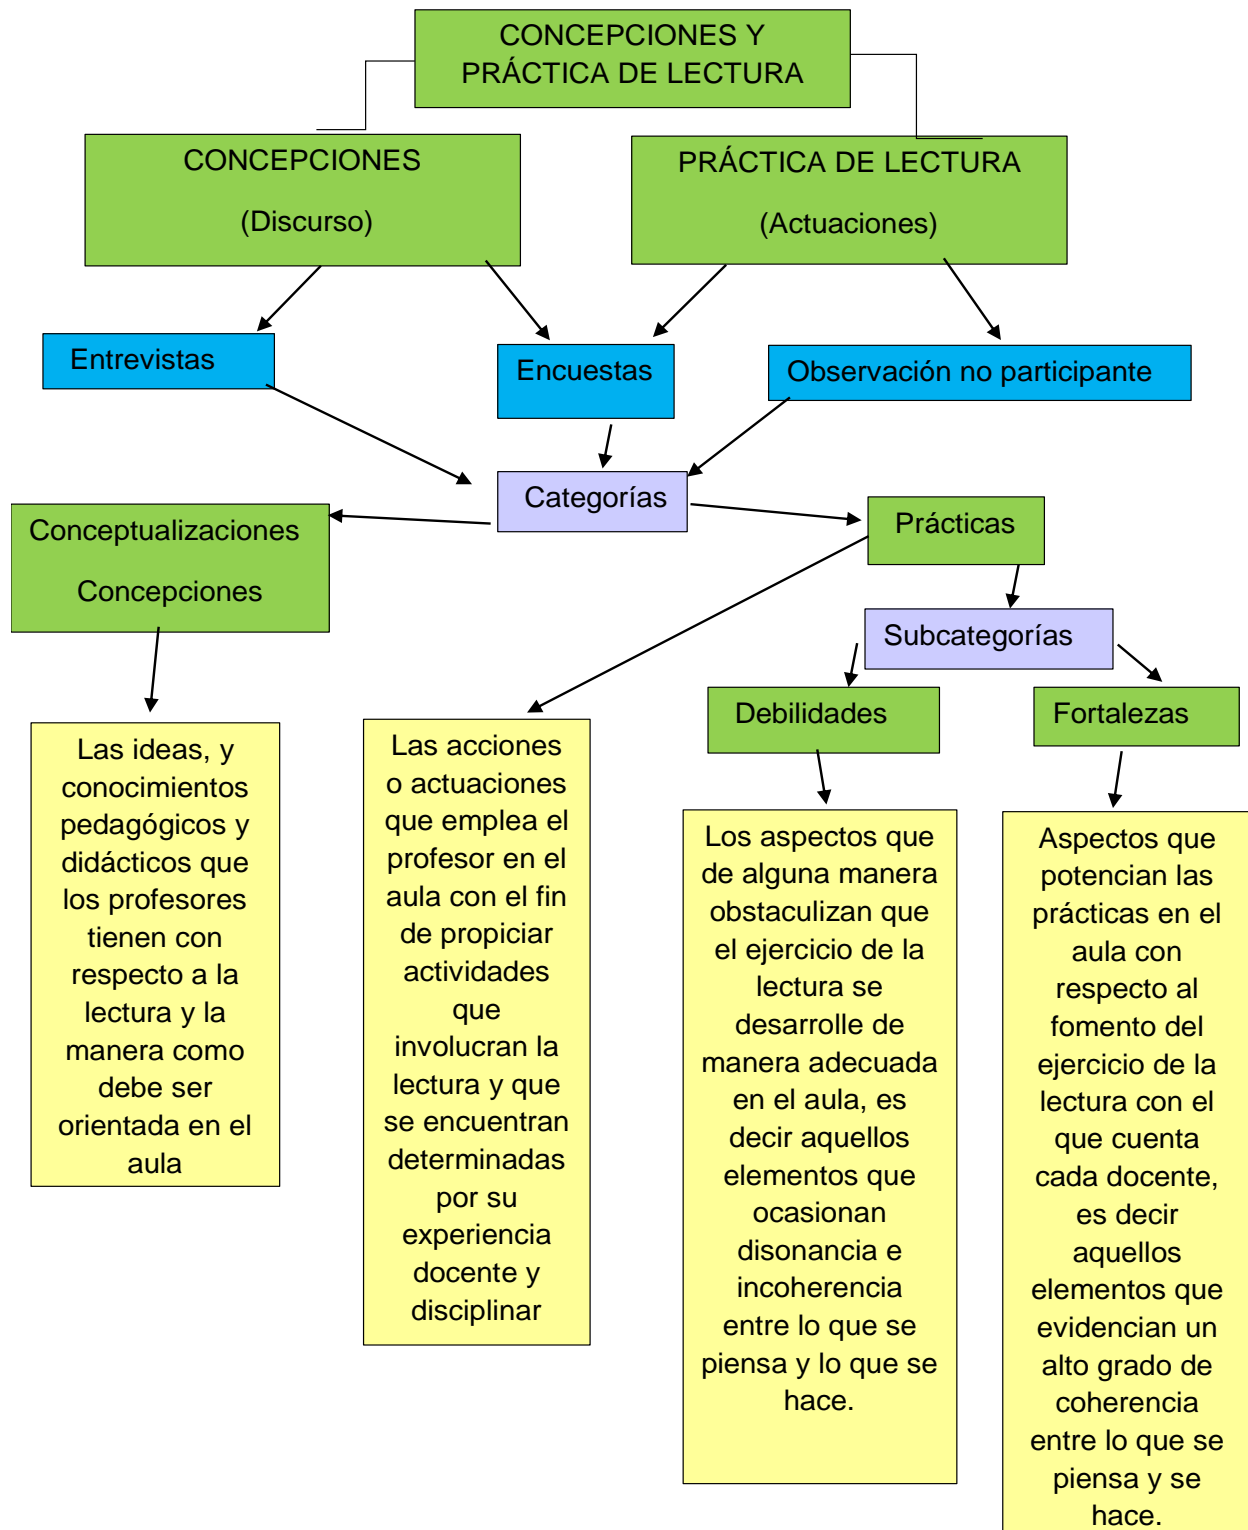 CONCEPCIONES Y
PRÁCTICA DE LECTURA
CONCEPCIONES
(Discurso)
PRÁCTICA DE LECTURA
(Actuaciones)
Entrevistas
Encuestas
Observación no participante
Categorías
Conceptualizaciones
Concepciones
Prácticas
Subcategorías
Debilidades
Fortalezas
Las ideas, y
conocimientos
pedagógicos y
didácticos que
los profesores
tienen con
respecto a la
lectura y la
manera como
debe ser
orientada en el
aula
Las acciones
o actuaciones
que emplea el
profesor en el
aula con el fin
de propiciar
actividades
que
involucran la
lectura y que
se encuentran
determinadas
por su
experiencia
docente y
disciplinar
Los aspectos que
de alguna manera
obstaculizan que
el ejercicio de la
lectura se
desarrolle de
manera adecuada
en el aula, es
decir aquellos
elementos que
ocasionan
disonancia e
incoherencia
entre lo que se
piensa y lo que se
hace.
Aspectos que
potencian las
prácticas en el
aula con
respecto al
fomento del
ejercicio de la
lectura con el
que cuenta
cada docente,
es decir
aquellos
elementos que
evidencian un
alto grado de
coherencia
entre lo que se
piensa y se
hace.